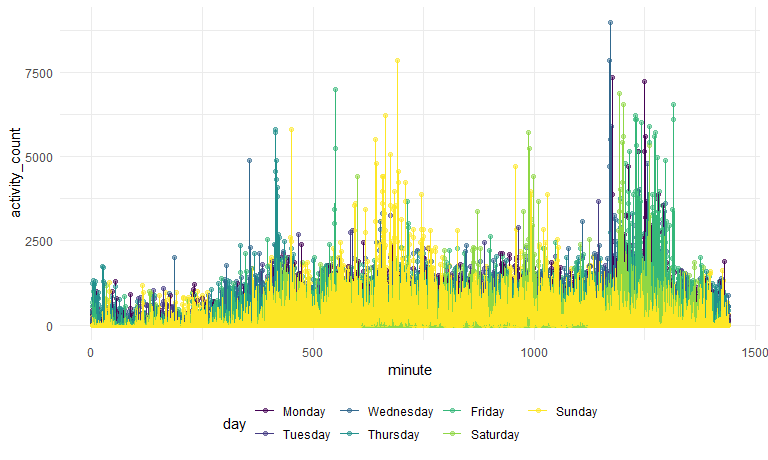 activity_count
7500
5000
2500
0
0
500
1000
1500
minute
day
Monday
Wednesday
Friday
Sunday
Tuesday
Thursday
Saturday